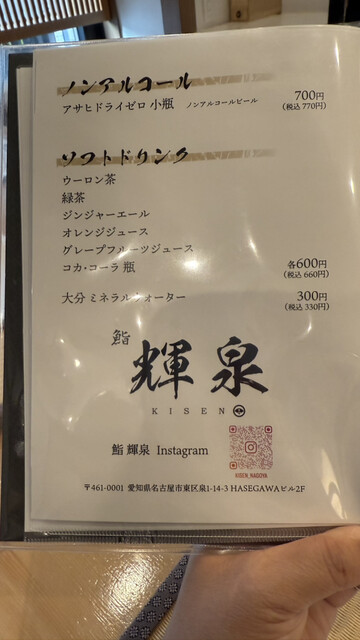 ノンアルコール
アサヒドライゼロ 小瓶 ノンアルコールビール 700円
(税込 770円)
ソフトドリンク
ウーロン茶
緑茶
ジンジャーエール
オレンジジュース
グレープフルーツジュース
コカ・コーラ 瓶 各600円
(税込 660円)
大分 ミネラルウォーター 300円
(税込 330円)
鮨
輝泉
KISEN
鮨 輝泉 Instagram
KISEN_NAGOYA
〒461-0001 愛知県名古屋市東区泉1-14-3 HASEGAWAビル2F